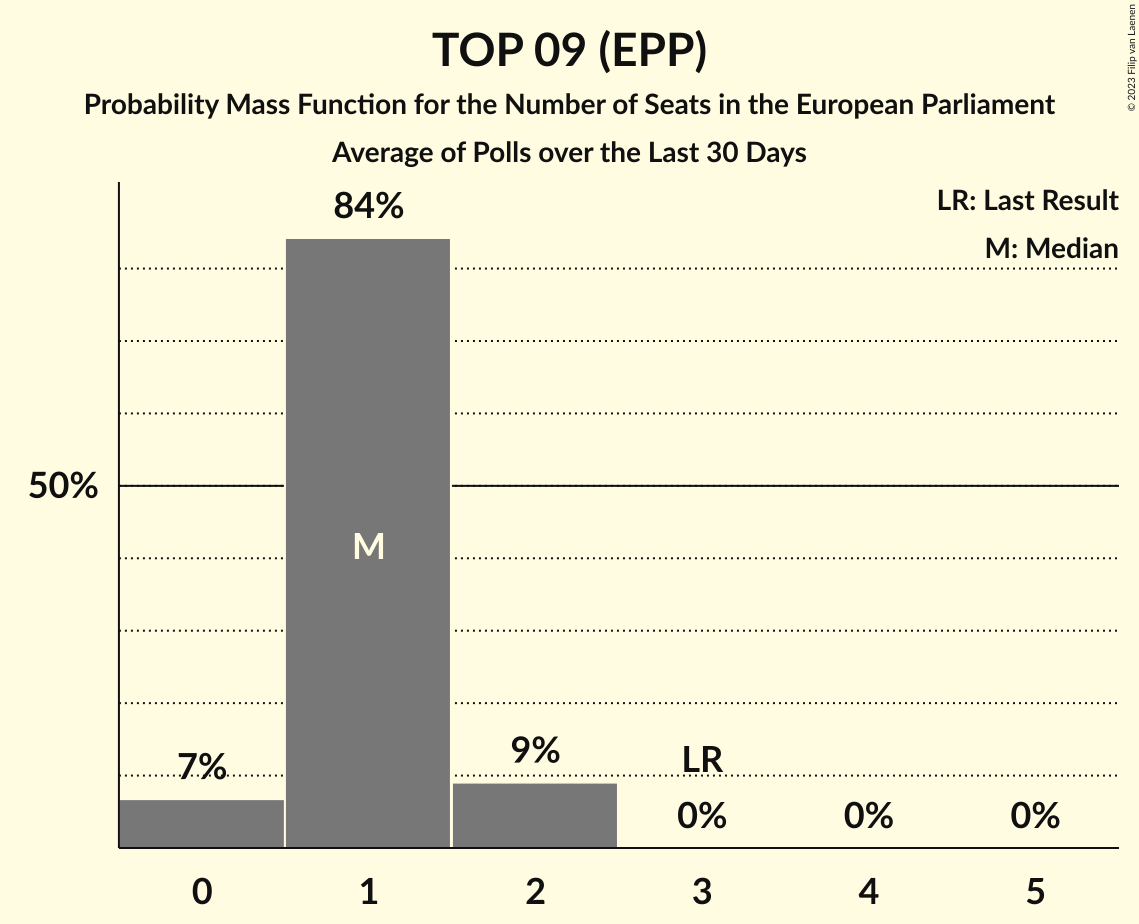 TOP 09 (EPP)
Probability Mass Function for the Number of Seats in the European Parliament
Average of Polls over the Last 30 Days
© 2023 Filip van Laenen
LR: Last Result
M: Median
84%
50%
M
7%
9%
LR
0%
0%
0%
0
1
2
3
4
5